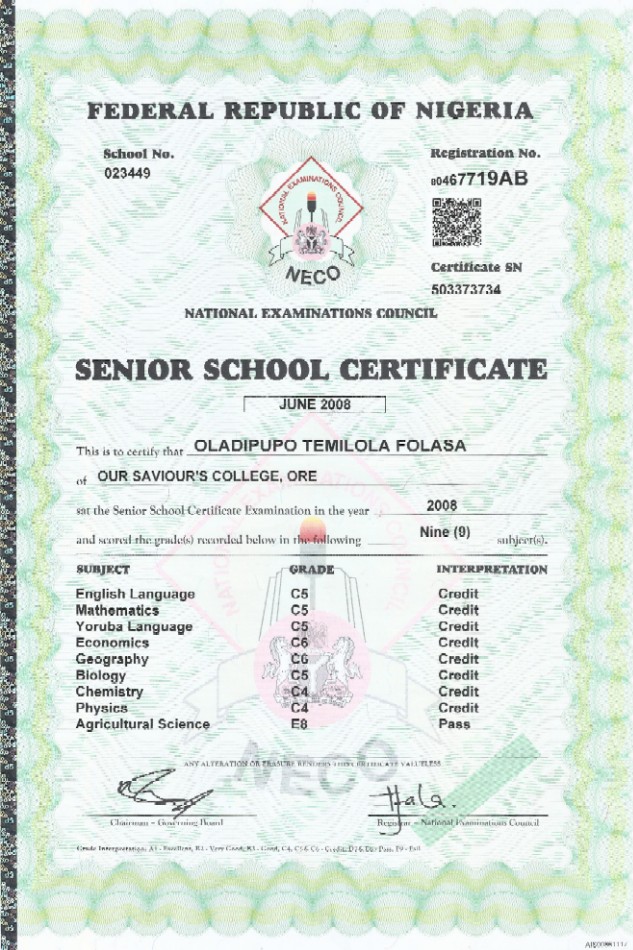 FEDERAL REPUBLIC OF NIGERIA
School No.
023449
Registration No.
00467719AB
NATIONAL EXAMINATIONS COUNCIL
NECO
Certificate SN
503373734
NATIONAL EXAMINATIONS COUNCIL
SENIOR SCHOOL CERTIFICATE
JUNE 2008
This is to certify that OLADIPUPO TEMILOLA FOLASA
of OUR SAVIOUR'S COLLEGE, ORE
sat the Senior School Certificate Examination in the year 2008
and scored the grade(s) recorded below in the following Nine (9) subject(s).
SUBJECT GRADE INTERPRETATION
English Language C5 Credit
Mathematics C5 Credit
Yoruba Language C5 Credit
Economics C6 Credit
Geography C6 Credit
Biology C5 Credit
Chemistry C4 Credit
Physics C4 Credit
Agricultural Science E8 Pass
NECO
ANY ALTERATION OR ERASURE RENDERS THIS CERTIFICATE VALUELESS
Chairman - Governing Board
Registrar - National Examinations Council
Grade Interpretation, A1 - Excellent, B2 - Very Good, B3 - Good, C4, C5 & C6 - Credit, D7 & E8 - Pass, F9 - Fail